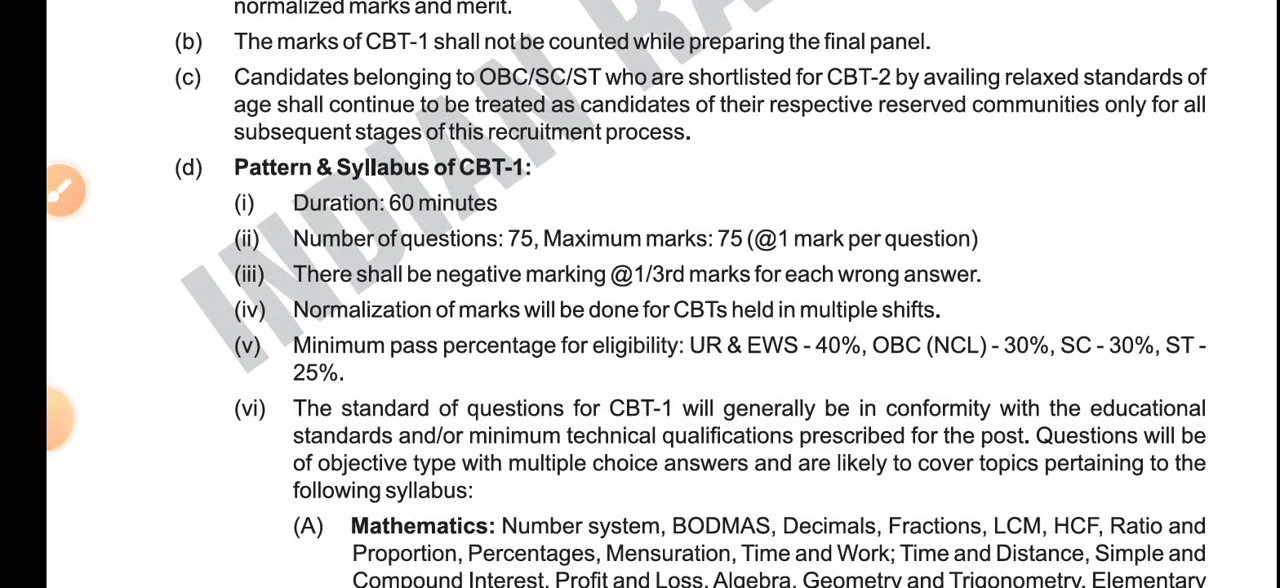 normalized marks and merit.
(b) The marks of CBT-1 shall not be counted while preparing the final panel.
(c) Candidates belonging to OBC/SC/ST who are shortlisted for CBT-2 by availing relaxed standards of
age shall continue to be treated as candidates of their respective reserved communities only for all
subsequent stages of this recruitment process.
(d) Pattern & Syllabus of CBT-1:
(i) Duration: 60 minutes
(ii) Number of questions: 75, Maximum marks: 75 (@1 mark per question)
(iii) There shall be negative marking @1/3rd marks for each wrong answer.
(iv) Normalization of marks will be done for CBTs held in multiple shifts.
(v) Minimum pass percentage for eligibility: UR & EWS - 40%, OBC (NCL) - 30%, SC - 30%, ST -
25%.
(vi) The standard of questions for CBT-1 will generally be in conformity with the educational
standards and/or minimum technical qualifications prescribed for the post. Questions will be
of objective type with multiple choice answers and are likely to cover topics pertaining to the
following syllabus:
(A) Mathematics: Number system, BODMAS, Decimals, Fractions, LCM, HCF, Ratio and
Proportion, Percentages, Mensuration, Time and Work; Time and Distance, Simple and
Compound Interest, Profit and Loss, Algebra, Geometry and Trigonometry, Elementary
INDIAN RA